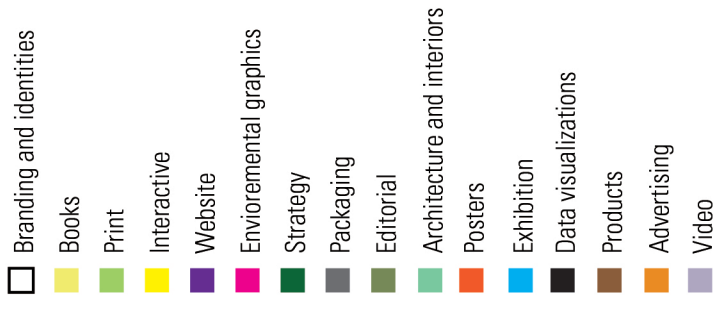 Branding and identities
Books
Print
Interactive
Website
Envioremental graphics
Strategy
Packaging
Editorial
Architecture and interiors
Posters
Exhibition
Data visualizations
Products
Advertising
Video